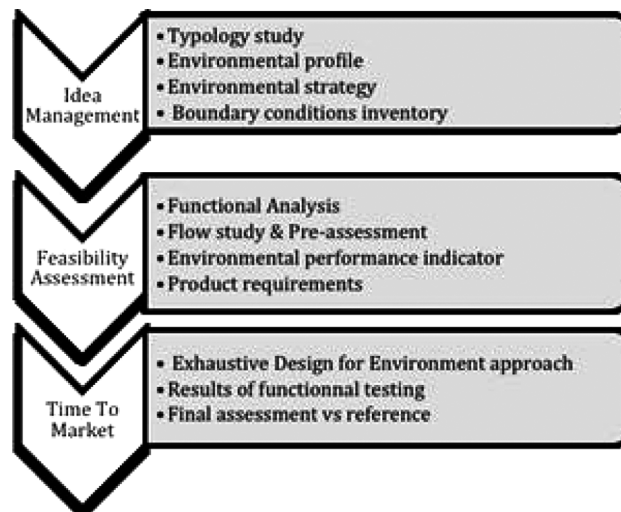 Idea
Management
• Typology study
• Environmental profile
• Environmental strategy
• Boundary conditions inventory
Feasibility
Assessment
• Functional Analysis
• Flow study & Pre-assessment
• Environmental performance indicator
• Product requirements
Time To
Market
• Exhaustive Design for Environment approach
• Results of functionnal testing
• Final assessment vs reference